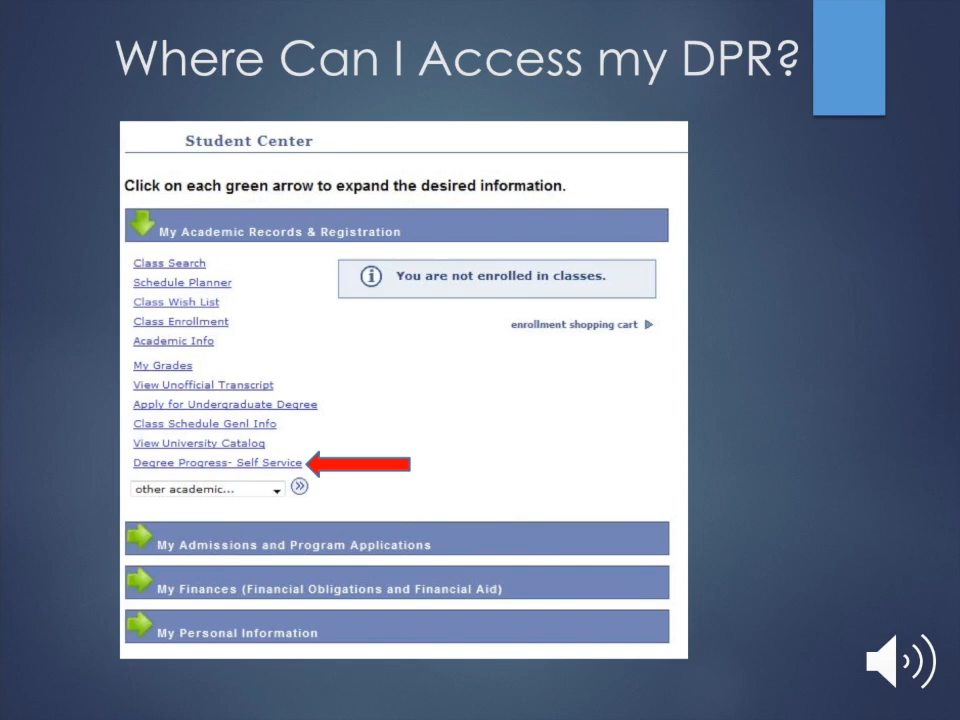 Where Can I Access my DPR?
Student Center
Click on each green arrow to expand the desired information.
My Academic Records & Registration
Class Search
Schedule Planner
Class Wish List
Class Enrollment
Academic Info
You are not enrolled in classes.
enrollment shopping cart
My Grades
View Unofficial Transcript
Apply for Undergraduate Degree
Class Schedule Genl Info
View University Catalog
Degree Progress- Self Service
other academic...
My Admissions and Program Applications
My Finances (Financial Obligations and Financial Aid)
My Personal Information